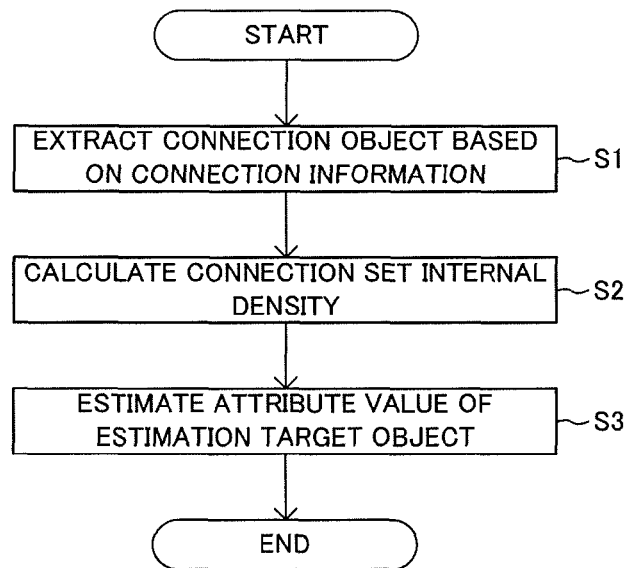 START
EXTRACT CONNECTION OBJECT BASED
ON CONNECTION INFORMATION
S1
CALCULATE CONNECTION SET INTERNAL
DENSITY
S2
ESTIMATE ATTRIBUTE VALUE OF
ESTIMATION TARGET OBJECT
S3
END